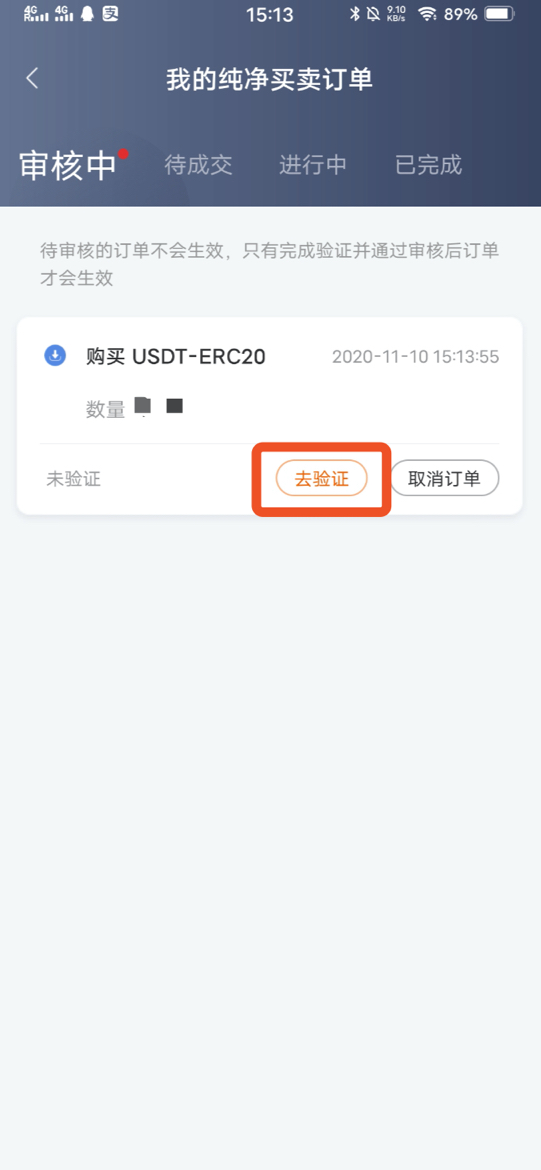 4G 4G 支 15:13 9.10 KB/s 89%
我的纯净买卖订单
审核中 待成交 进行中 已完成
待审核的订单不会生效，只有完成验证并通过审核后订单
才会生效
购买 USDT-ERC20 2020-11-10 15:13:55
数量
未验证 去验证 取消订单